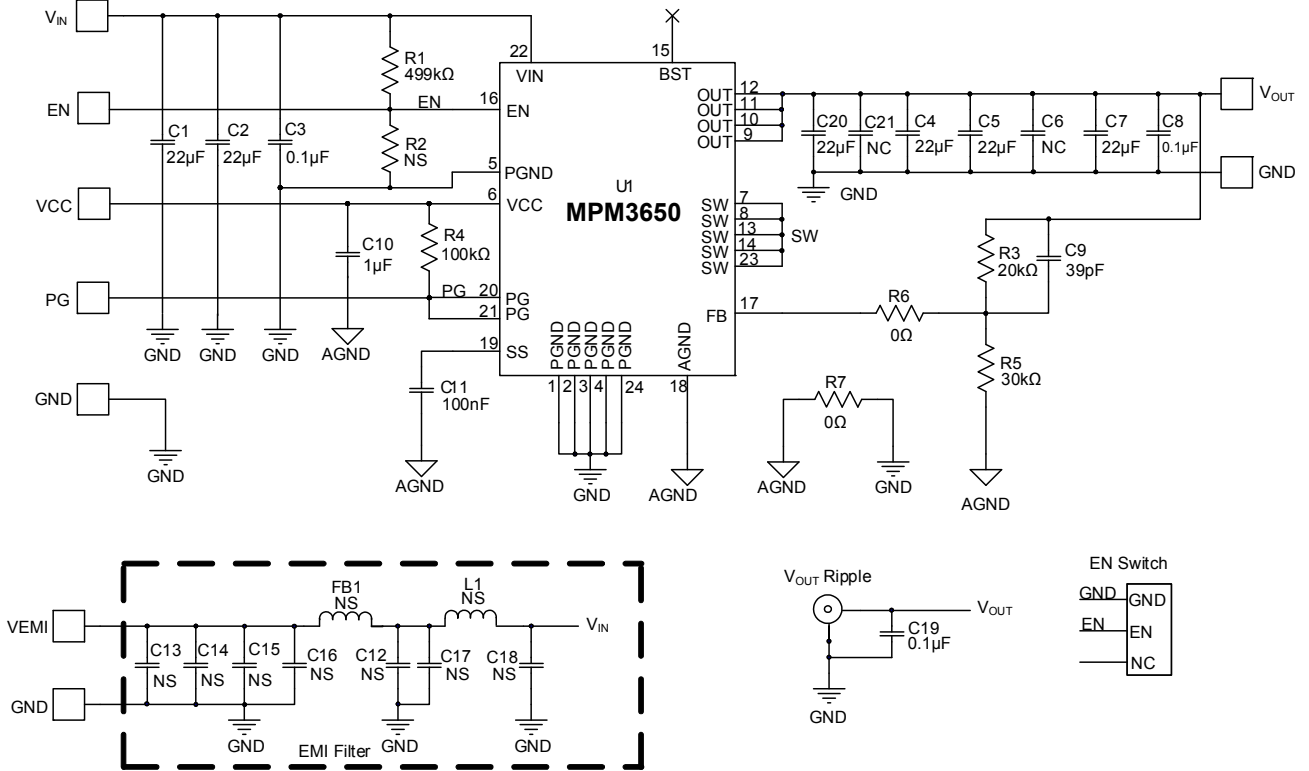 VIN
EN
VCC
PG
GND
C1
22µF
C2
22µF
C3
0.1µF
R1
499kΩ
EN
R2
NS
R4
100kΩ
C10
1µF
PG
C11
100nF
GND
GND
GND
AGND
GND
AGND
22
VIN
16
EN
5
PGND
6
VCC
20
PG
21
PG
19
SS
U1
MPM3650
15
BST
OUT 12
OUT 11
OUT 10
OUT 9
SW 7
SW 8
SW 13
SW 14
SW 23
SW
FB
17
PGND
PGND
PGND
PGND
PGND
AGND
1
2
3
4
24
18
GND
AGND
C20
22µF
C21
NC
C4
22µF
C5
22µF
C6
NC
C7
22µF
C8
0.1µF
GND
VOUT
GND
R3
20kΩ
C9
39pF
R6
0Ω
R5
30kΩ
R7
0Ω
AGND
GND
AGND
VEMI
GND
C13
NS
C14
NS
C15
NS
C16
NS
FB1
NS
C12
NS
C17
NS
L1
NS
C18
NS
VIN
GND
GND
GND
EMI Filter
VOUT Ripple
VOUT
C19
0.1µF
GND
EN Switch
GND
GND
EN
EN
NC